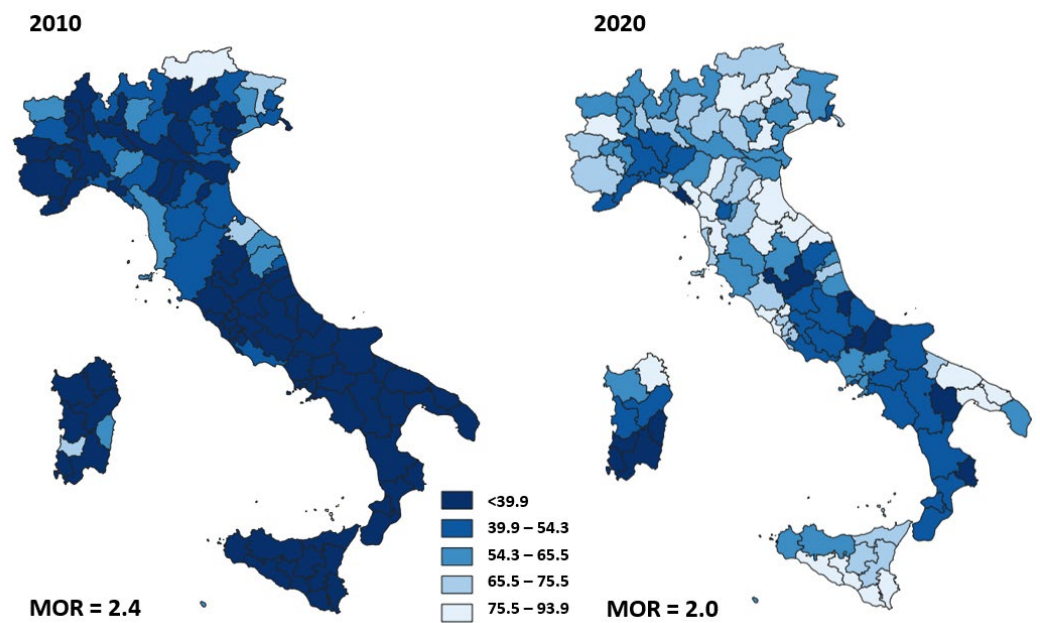 2010
2020
<39.9
39.9 – 54.3
54.3 – 65.5
65.5 – 75.5
75.5 – 93.9
MOR = 2.4
MOR = 2.0